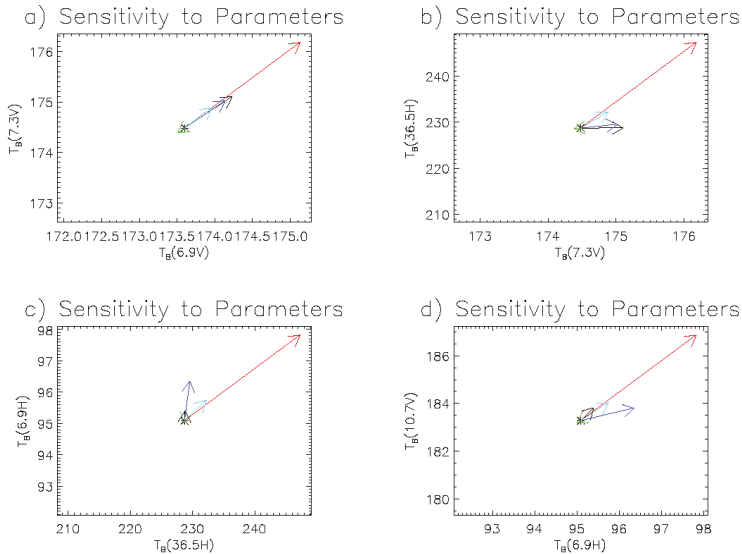 a) Sensitivity to Parameters
176
175
174
173
T_B(7.3V)
172.0 172.5 173.0 173.5 174.0 174.5 175.0
T_B(6.9V)
b) Sensitivity to Parameters
240
230
220
210
T_B(36.5H)
173 174 175 176
T_B(7.3V)
c) Sensitivity to Parameters
98
97
96
95
94
93
T_B(6.9H)
210 220 230 240
T_B(36.5H)
d) Sensitivity to Parameters
186
184
182
180
T_B(10.7V)
93 94 95 96 97 98
T_B(6.9H)